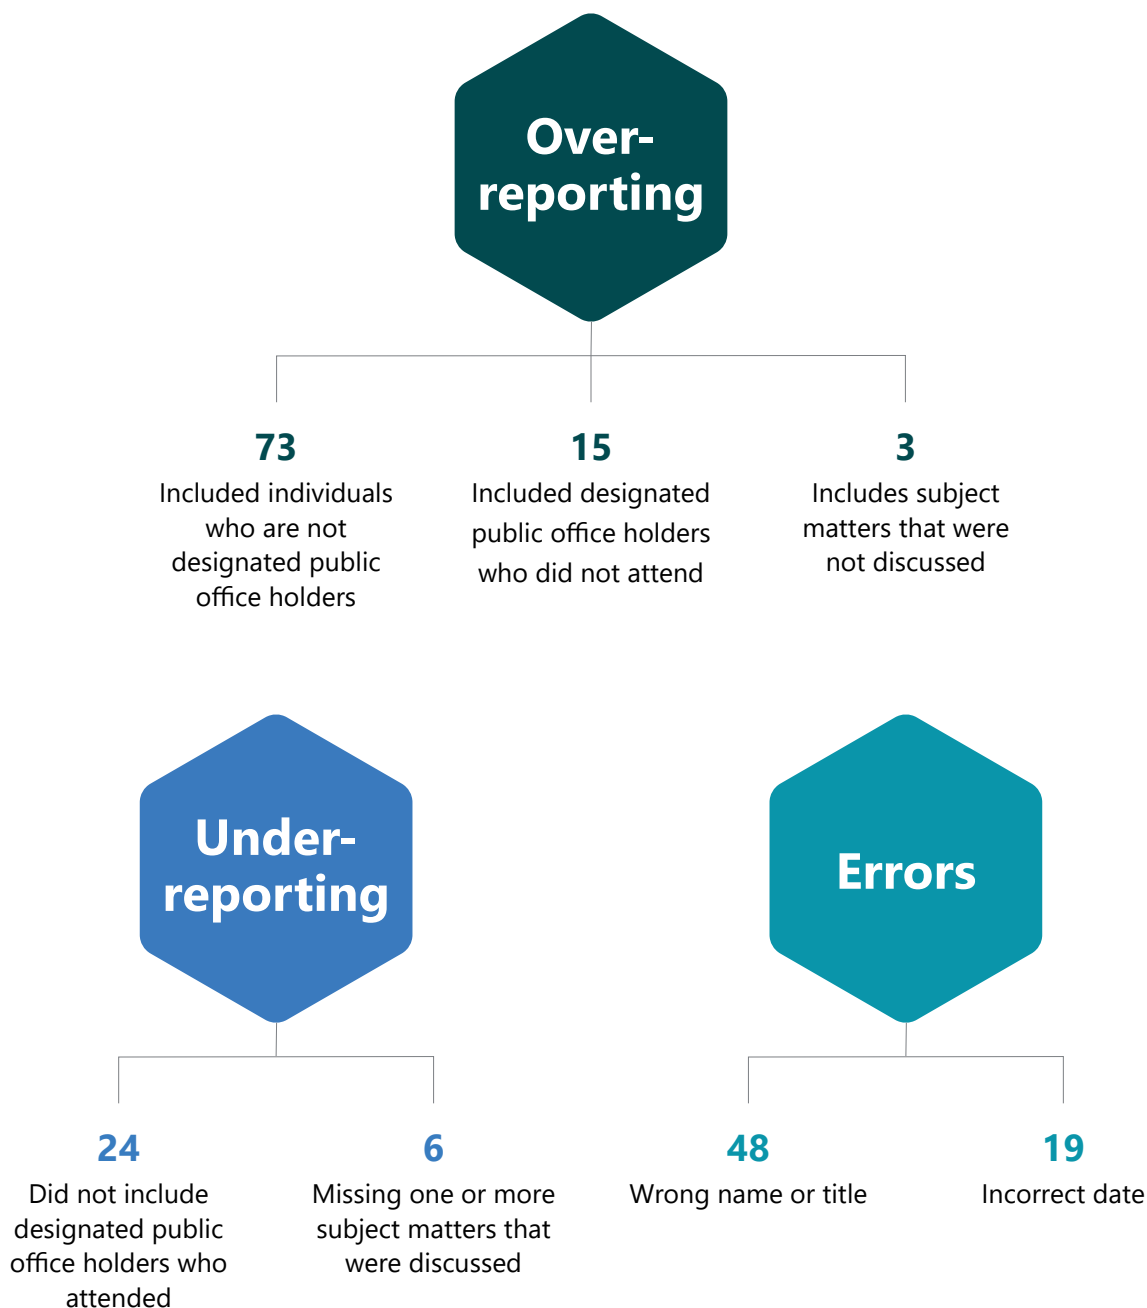 Over-
reporting
73
Included individuals
who are not
designated public
office holders
15
Included designated
public office holders
who did not attend
3
Includes subject
matters that were
not discussed
Under-
reporting
24
Did not include
designated public
office holders who
attended
6
Missing one or more
subject matters that
were discussed
Errors
48
Wrong name or title
19
Incorrect date